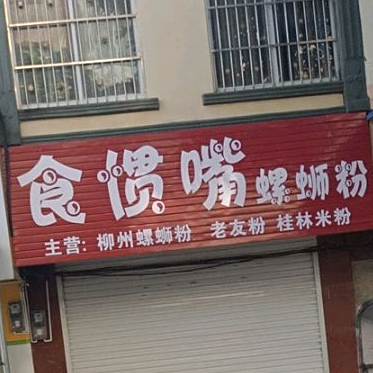 食惯嘴螺蛳粉
主营: 柳州螺蛳粉 老友粉 桂林米粉